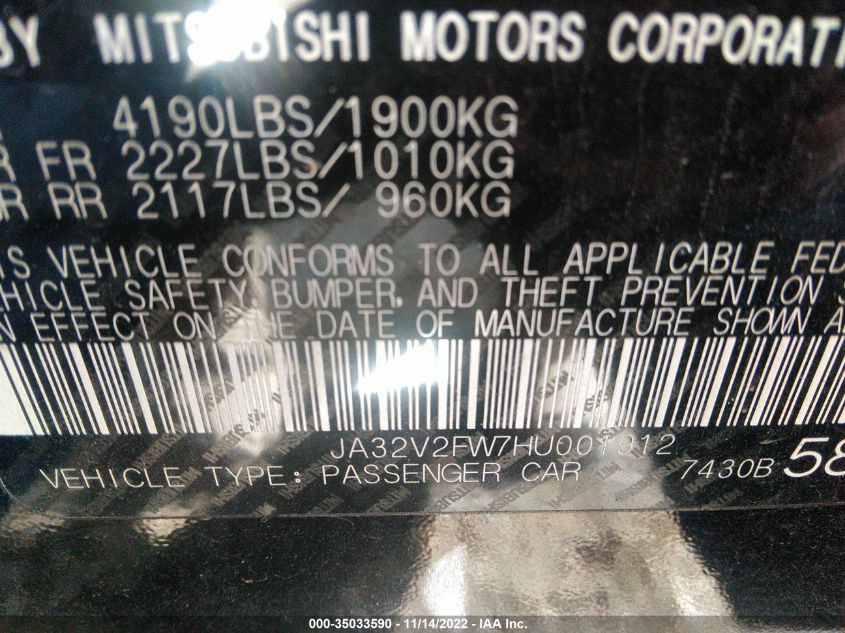 BY MITSUBISHI MOTORS CORPORATI
4190LBS/1900KG
R FR 2227LBS/1010KG
R RR 2117LBS/ 960KG
IS VEHICLE CONFORMS TO ALL APPLICABLE FED
HICLE SAFETY, BUMPER, AND THEFT PREVENTION S
N EFFECT ON THE DATE OF MANUFACTURE SHOWN A
JA32V2FW7HU001912
VEHICLE TYPE: PASSENGER CAR 7430B 58
000-35033590 - 11/14/2022 - IAA Inc.